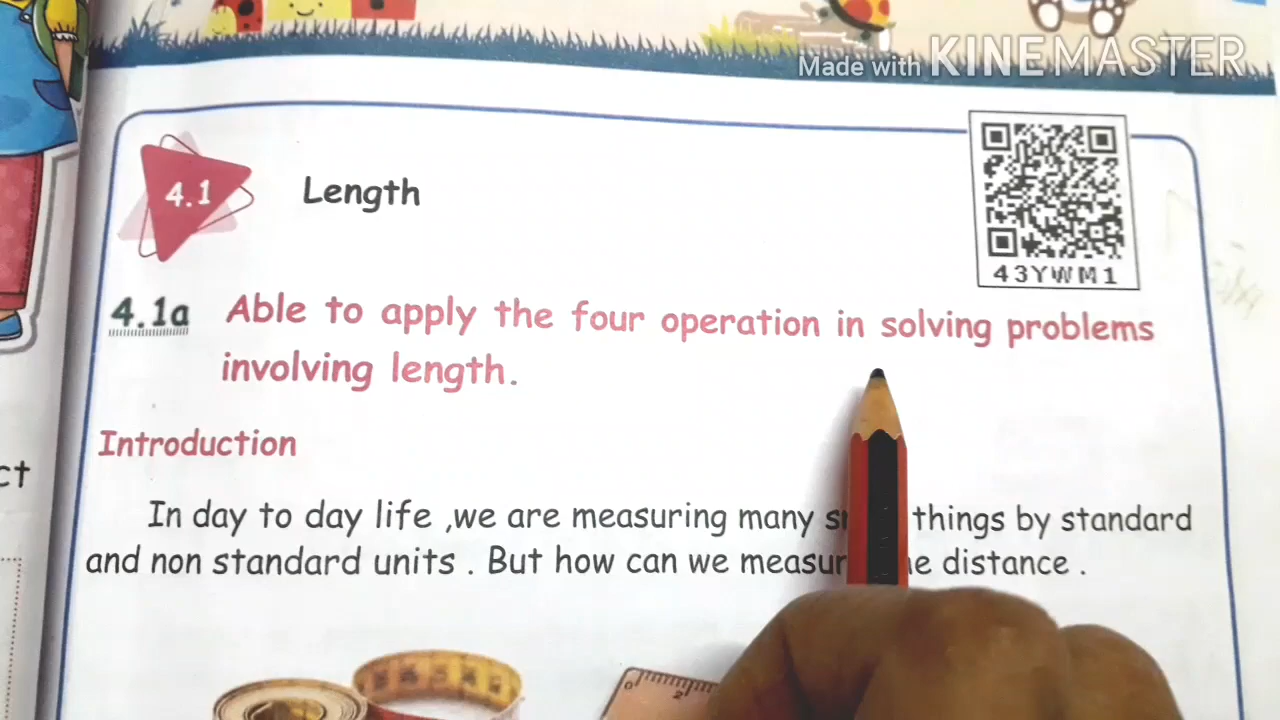 Made with KINEMASTER
4.1 Length
43YWM1
4.1a Able to apply the four operation in solving problems
involving length.
Introduction
ct
In day to day life ,we are measuring many things by standard
and non standard units . But how can we distance .
0 2